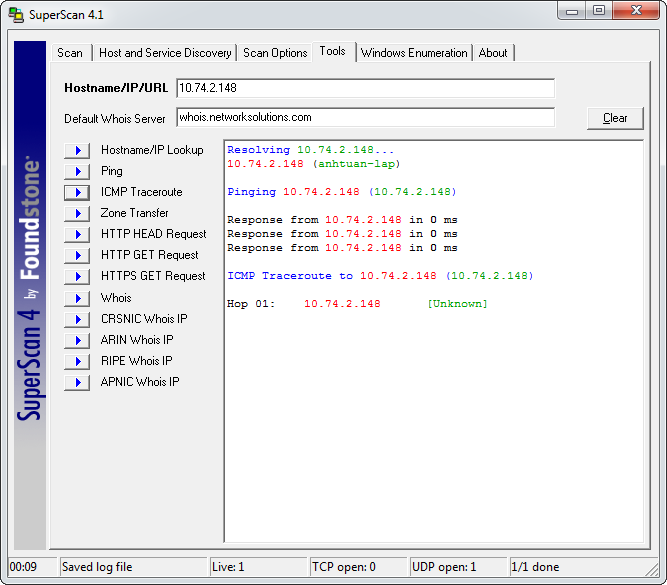 SuperScan 4.1
Scan Host and Service Discovery Scan Options Tools Windows Enumeration About
Hostname/IP/URL 10.74.2.148
Default Whois Server whois.networksolutions.com Clear
Hostname/IP Lookup
Ping
ICMP Traceroute
Zone Transfer
HTTP HEAD Request
HTTP GET Request
HTTPS GET Request
Whois
CRSNIC Whois IP
ARIN Whois IP
RIPE Whois IP
APNIC Whois IP
Resolving 10.74.2.148...
10.74.2.148 (anhtuan-lap)
Pinging 10.74.2.148 (10.74.2.148)
Response from 10.74.2.148 in 0 ms
Response from 10.74.2.148 in 0 ms
Response from 10.74.2.148 in 0 ms
ICMP Traceroute to 10.74.2.148 (10.74.2.148)
Hop 01: 10.74.2.148 [Unknown]
SuperScan 4 by Foundstone
00:09 Saved log file Live: 1 TCP open: 0 UDP open: 1 1/1 done